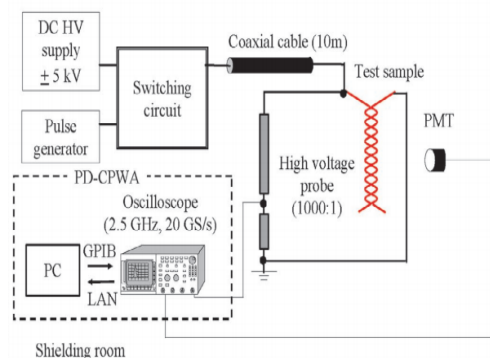 DC HV
supply
± 5 kV
Switching
circuit
Pulse
generator
Coaxial cable (10m)
Test sample
PMT
High voltage
probe
(1000:1)
PD-CPWA
Oscilloscope
(2.5 GHz, 20 GS/s)
PC
GPIB
LAN
Shielding room